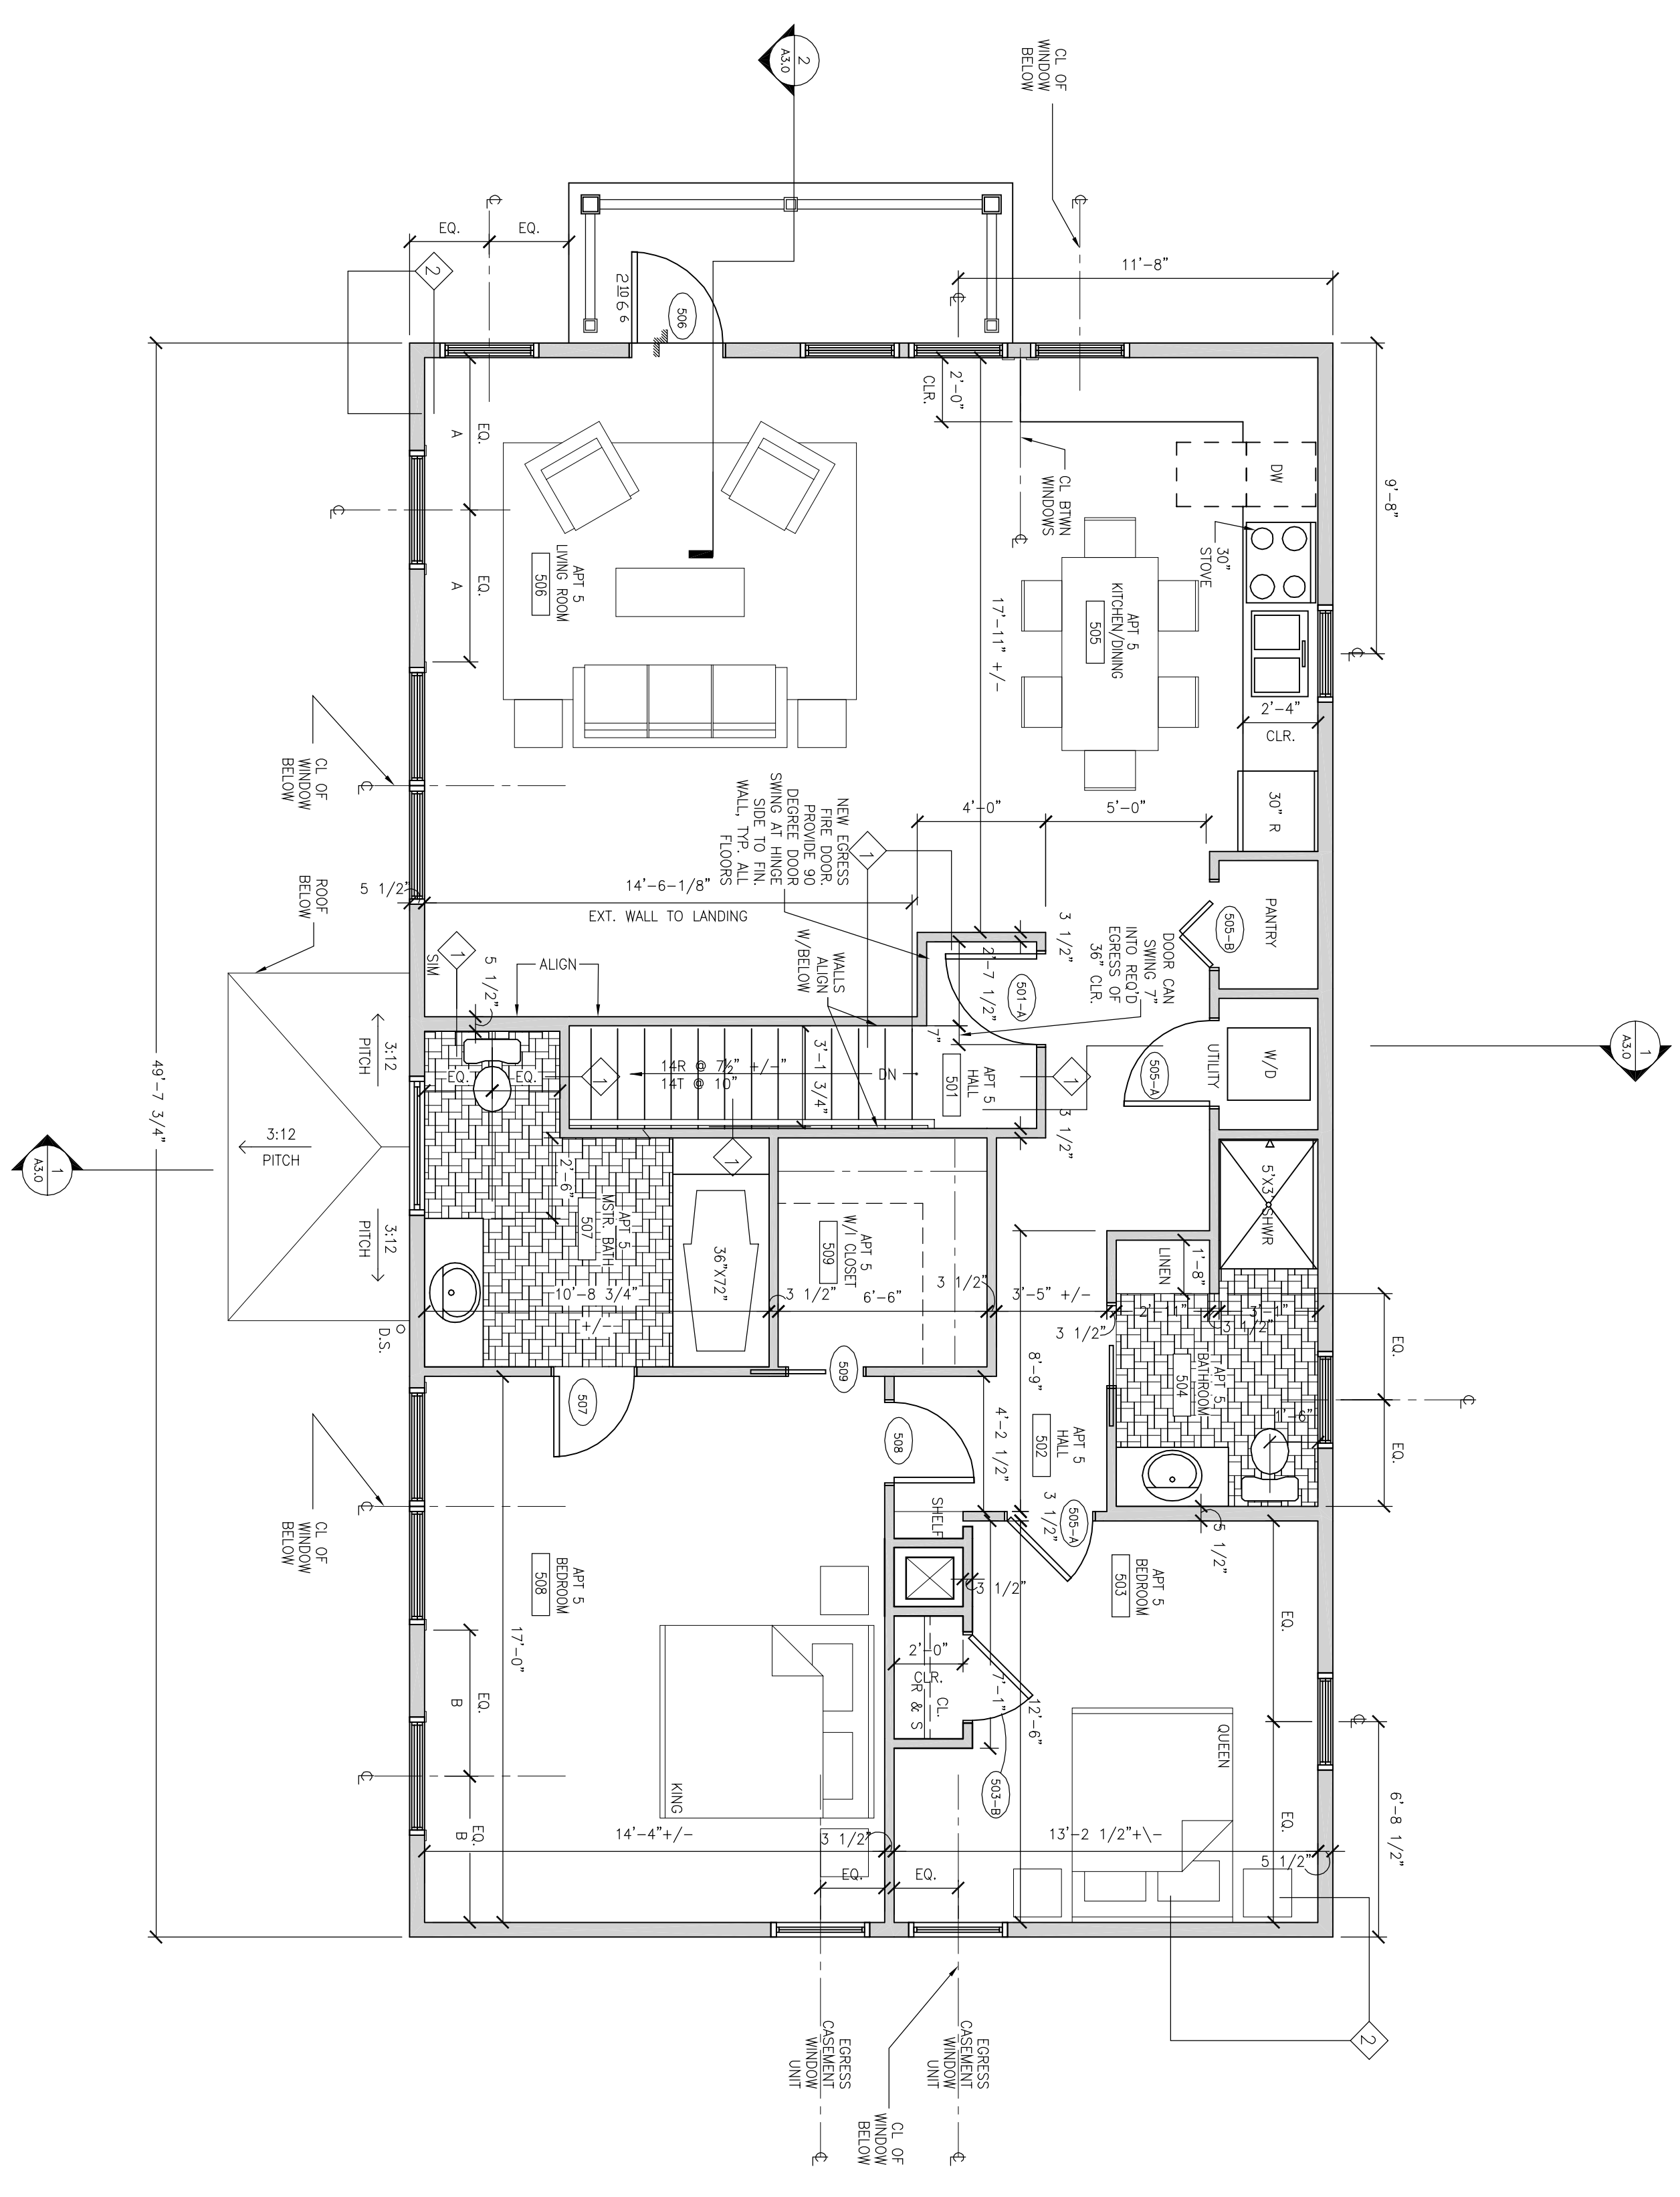 2
A3.0
CL OF
WINDOW
BELOW
EQ.
EQ.
2
11'-8"
2 10
6 6
506
9'-8"
2'-0"
CLR.
EQ.
A
EQ.
A
CL BTWN
WINDOWS
DW
30"
STOVE
APT 5
LIVING ROOM
506
APT 5
KITCHEN/DINING
505
17'-11" +/-
2'-4"
CLR.
30" R
4'-0"
5'-0"
CL OF
WINDOW
BELOW
NEW EGRESS
FIRE DOOR.
PROVIDE 90
DEGREE DOOR
SWING AT HINGE
SIDE TO FIN.
WALL, TYP. ALL
FLOORS
1
14'-6-1/8"
EXT. WALL TO LANDING
5 1/2"
ROOF
BELOW
PANTRY
505-B
3 1/2"
2'-7 1/2"
7"
DOOR CAN
SWING 7"
INTO REQ'D
EGRESS OF
36" CLR.
501-A
WALLS
ALIGN
W/BELOW
ALIGN
1
SIM
5 1/2"
1
A3.0
W/D
UTILITY
505-A
3:12
PITCH
EQ.
EQ.
1
14R @ 7½" +/-"
14T @ 10"
DN
3'-1 3/4"
APT 5
HALL
501
1
3 1/2"
49'-7 3/4"
1
A3.0
3:12
PITCH
3:12
PITCH
D.S.
2'-6"
APT 5
MSTR. BATH
507
1
36"X72"
10'-8 3/4"
+/-
3 1/2"
APT 5
W/I CLOSET
509
6'-6"
3 1/2"
3'-5" +/-
5'X3' SHWR
LINEN
1'-8"
2'-11"
3 1/2"
3'-1"
3 1/2"
EQ.
EQ.
APT 5
BATHROOM
504
1'-6"
8'-9"
4'-2 1/2"
APT 5
HALL
502
507
509
508
SHELF
3 1/2"
505-A
5 1/2"
CL OF
WINDOW
BELOW
APT 5
BEDROOM
508
17'-0"
EQ.
B
EQ.
B
3 1/2"
2'-0"
CLR.
CL.
R & S
7'-1"
12'-6"
503-B
APT 5
BEDROOM
503
EQ.
EQ.
QUEEN
KING
14'-4"+/-
3 1/2"
13'-2 1/2"+\-
5 1/2"
6'-8 1/2"
EQ.
EQ.
2
EGRESS
CASEMENT
WINDOW
UNIT
EGRESS
CASEMENT
WINDOW
UNIT
CL OF
WINDOW
BELOW